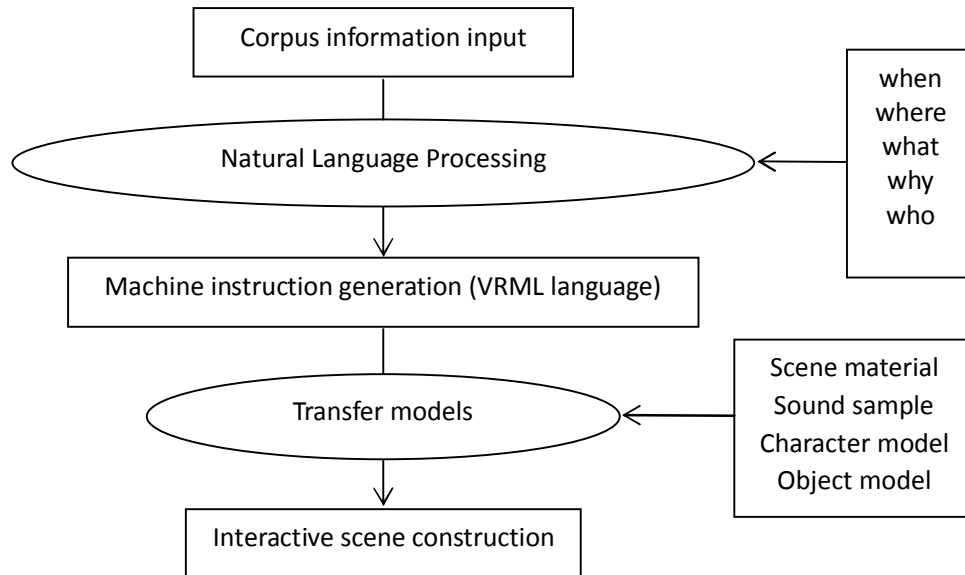 Corpus information input
Natural Language Processing
when
where
what
why
who
Machine instruction generation (VRML language)
Transfer models
Scene material
Sound sample
Character model
Object model
Interactive scene construction